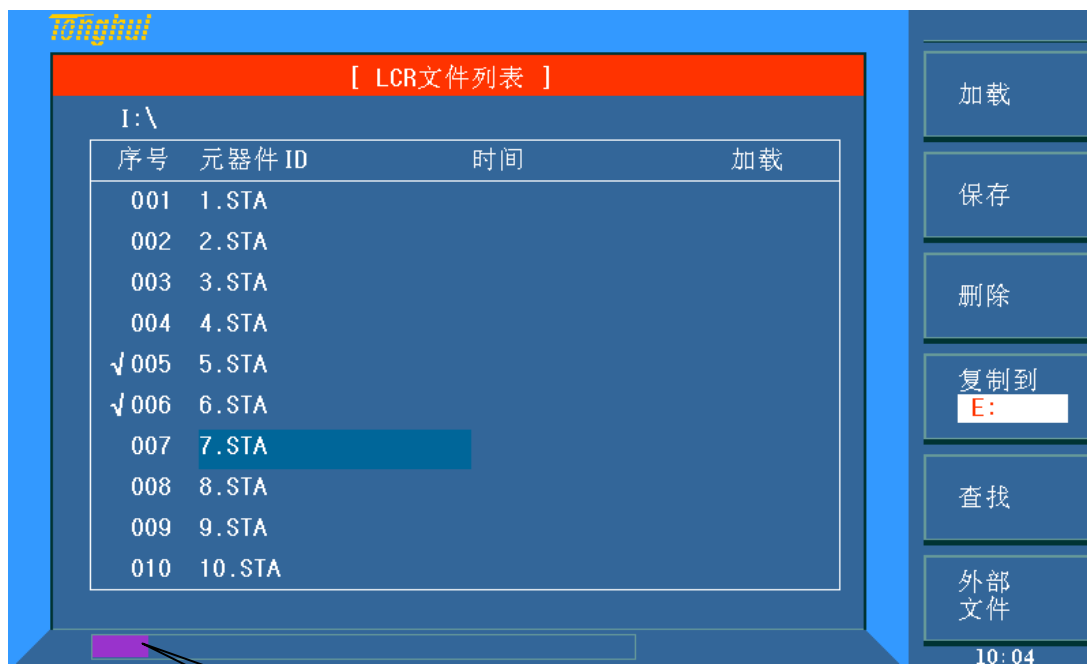 Tonghui
[ LCR文件列表 ]
I:\
序号 元器件ID 时间 加载
001 1.STA
002 2.STA
003 3.STA
004 4.STA
√005 5.STA
√006 6.STA
007 7.STA
008 8.STA
009 9.STA
010 10.STA
加载
保存
删除
复制到
E:
查找
外部
文件
10:04